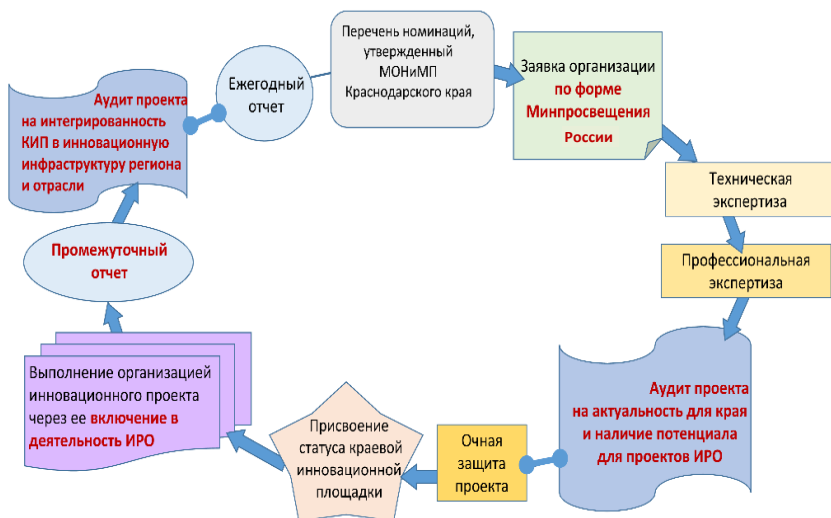 Перечень номинаций,
утвержденный
МОНиМП
Краснодарского края
Заявка организации
по форме
Минпросвещения
России
Техническая
экспертиза
Профессиональная
экспертиза
Аудит проекта
на актуальность для края
и наличие потенциала
для проектов ИРО
Очная
защита
проекта
Присвоение
статуса краевой
инновационной
площадки
Выполнение организацией
инновационного проекта
через ее включение в
деятельность ИРО
Промежуточный
отчет
Аудит проекта
на интегрированность
КИП в инновационную
инфраструктуру региона
и отрасли
Ежегодный
отчет